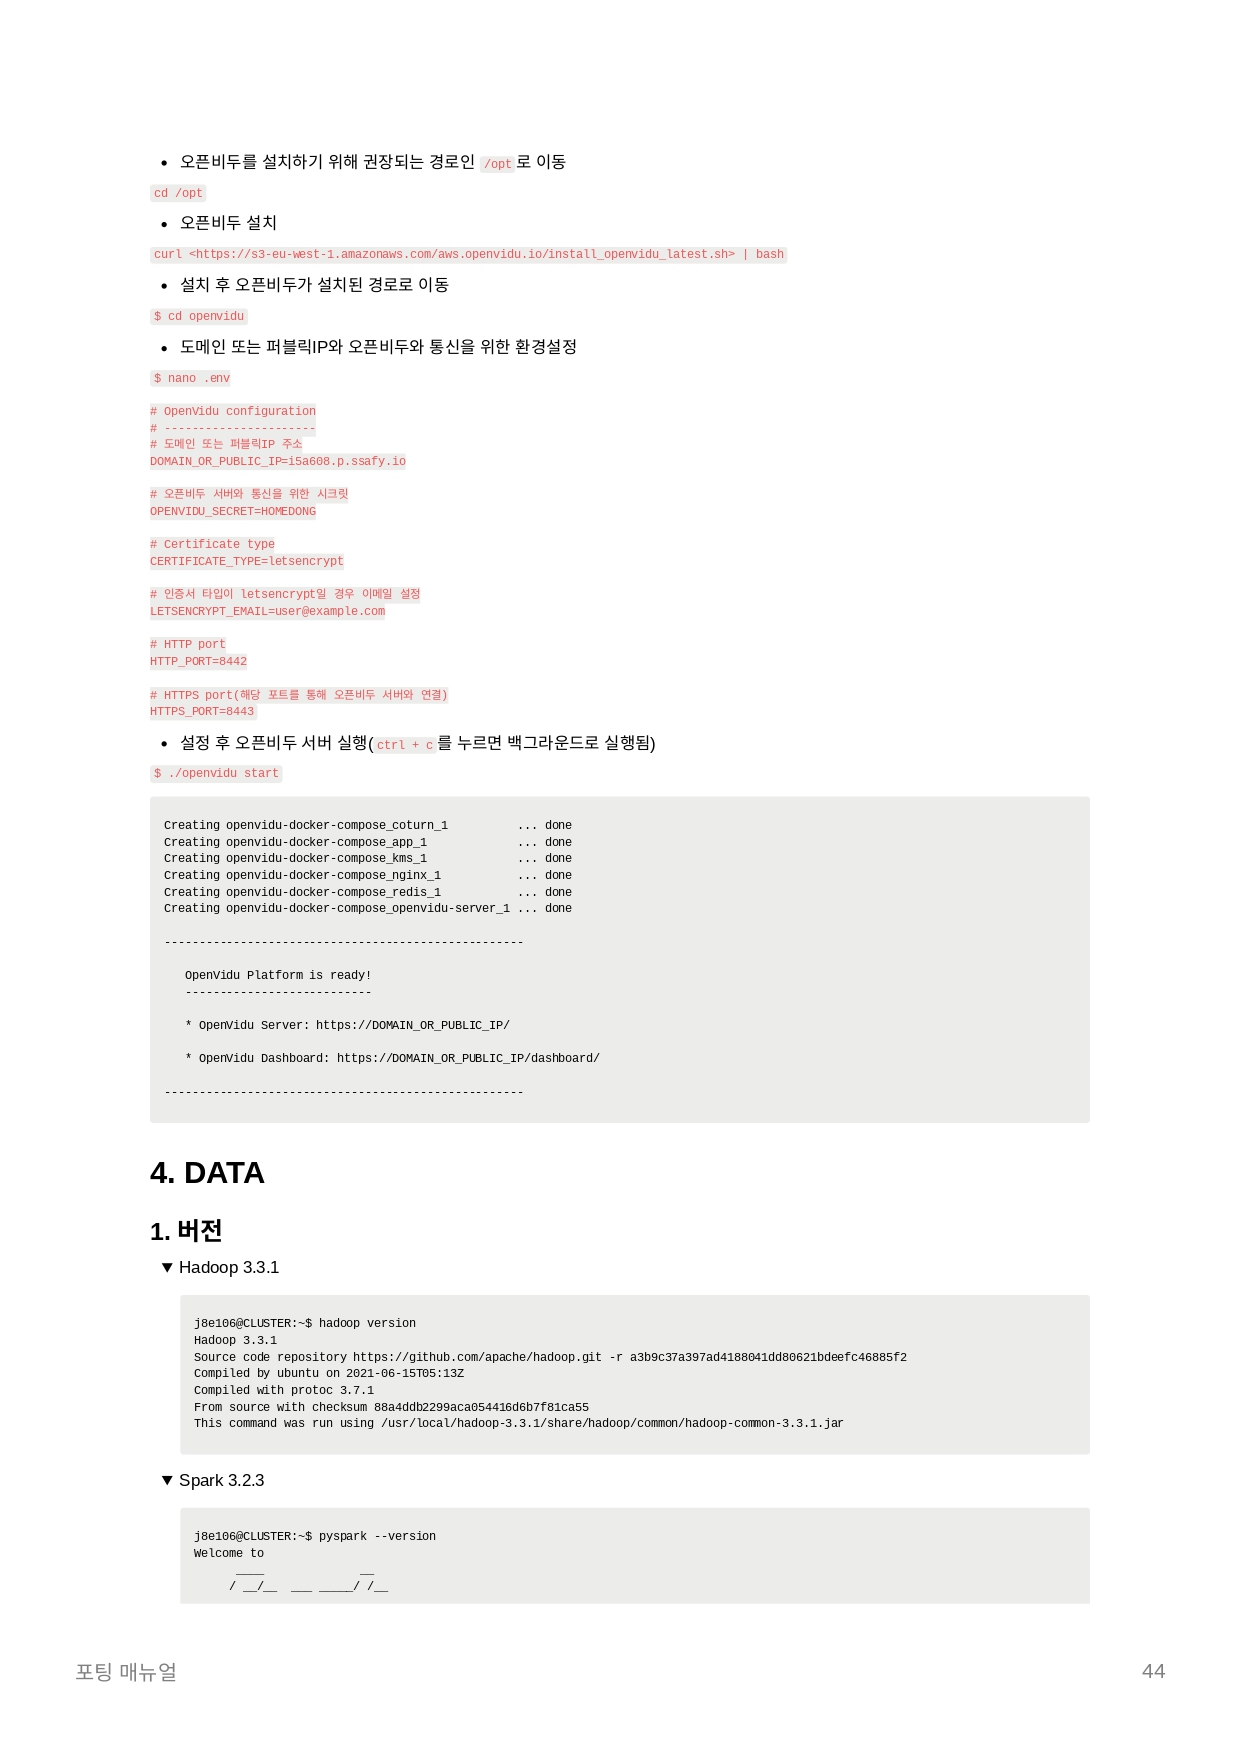 • 오픈비두를 설치하기 위해 권장되는 경로인 /opt로 이동
cd /opt
• 오픈비두 설치
curl <https://s3-eu-west-1.amazonaws.com/aws.openvidu.io/install_openvidu_latest.sh> | bash
• 설치 후 오픈비두가 설치된 경로로 이동
$ cd openvidu
• 도메인 또는 퍼블릭IP와 오픈비두와 통신을 위한 환경설정
$ nano .env

# OpenVidu configuration
# ----------------------
# 도메인 또는 퍼블릭IP 주소
DOMAIN_OR_PUBLIC_IP=i5a608.p.ssafy.io

# 오픈비두 서버와 통신을 위한 시크릿
OPENVIDU_SECRET=HOMEDONG

# Certificate type
CERTIFICATE_TYPE=letsencrypt

# 인증서 타입이 letsencrypt일 경우 이메일 설정
LETSENCRYPT_EMAIL=user@example.com

# HTTP port
HTTP_PORT=8442

# HTTPS port(해당 포트를 통해 오픈비두 서버와 연결)
HTTPS_PORT=8443
• 설정 후 오픈비두 서버 실행(ctrl + c를 누르면 백그라운드로 실행됨)
$ ./openvidu start

Creating openvidu-docker-compose_coturn_1          ... done
Creating openvidu-docker-compose_app_1             ... done
Creating openvidu-docker-compose_kms_1             ... done
Creating openvidu-docker-compose_nginx_1           ... done
Creating openvidu-docker-compose_redis_1           ... done
Creating openvidu-docker-compose_openvidu-server_1 ... done

----------------------------------------------------

   OpenVidu Platform is ready!
   ---------------------------

   * OpenVidu Server: https://DOMAIN_OR_PUBLIC_IP/

   * OpenVidu Dashboard: https://DOMAIN_OR_PUBLIC_IP/dashboard/

----------------------------------------------------

4. DATA
1. 버전
▼ Hadoop 3.3.1

j8e106@CLUSTER:~$ hadoop version
Hadoop 3.3.1
Source code repository https://github.com/apache/hadoop.git -r a3b9c37a397ad4188041dd80621bdeefc46885f2
Compiled by ubuntu on 2021-06-15T05:13Z
Compiled with protoc 3.7.1
From source with checksum 88a4ddb2299aca054416d6b7f81ca55
This command was run using /usr/local/hadoop-3.3.1/share/hadoop/common/hadoop-common-3.3.1.jar

▼ Spark 3.2.3

j8e106@CLUSTER:~$ pyspark --version
Welcome to
      ____              __
     / __/__  ___ _____/ /__

포팅 매뉴얼
44